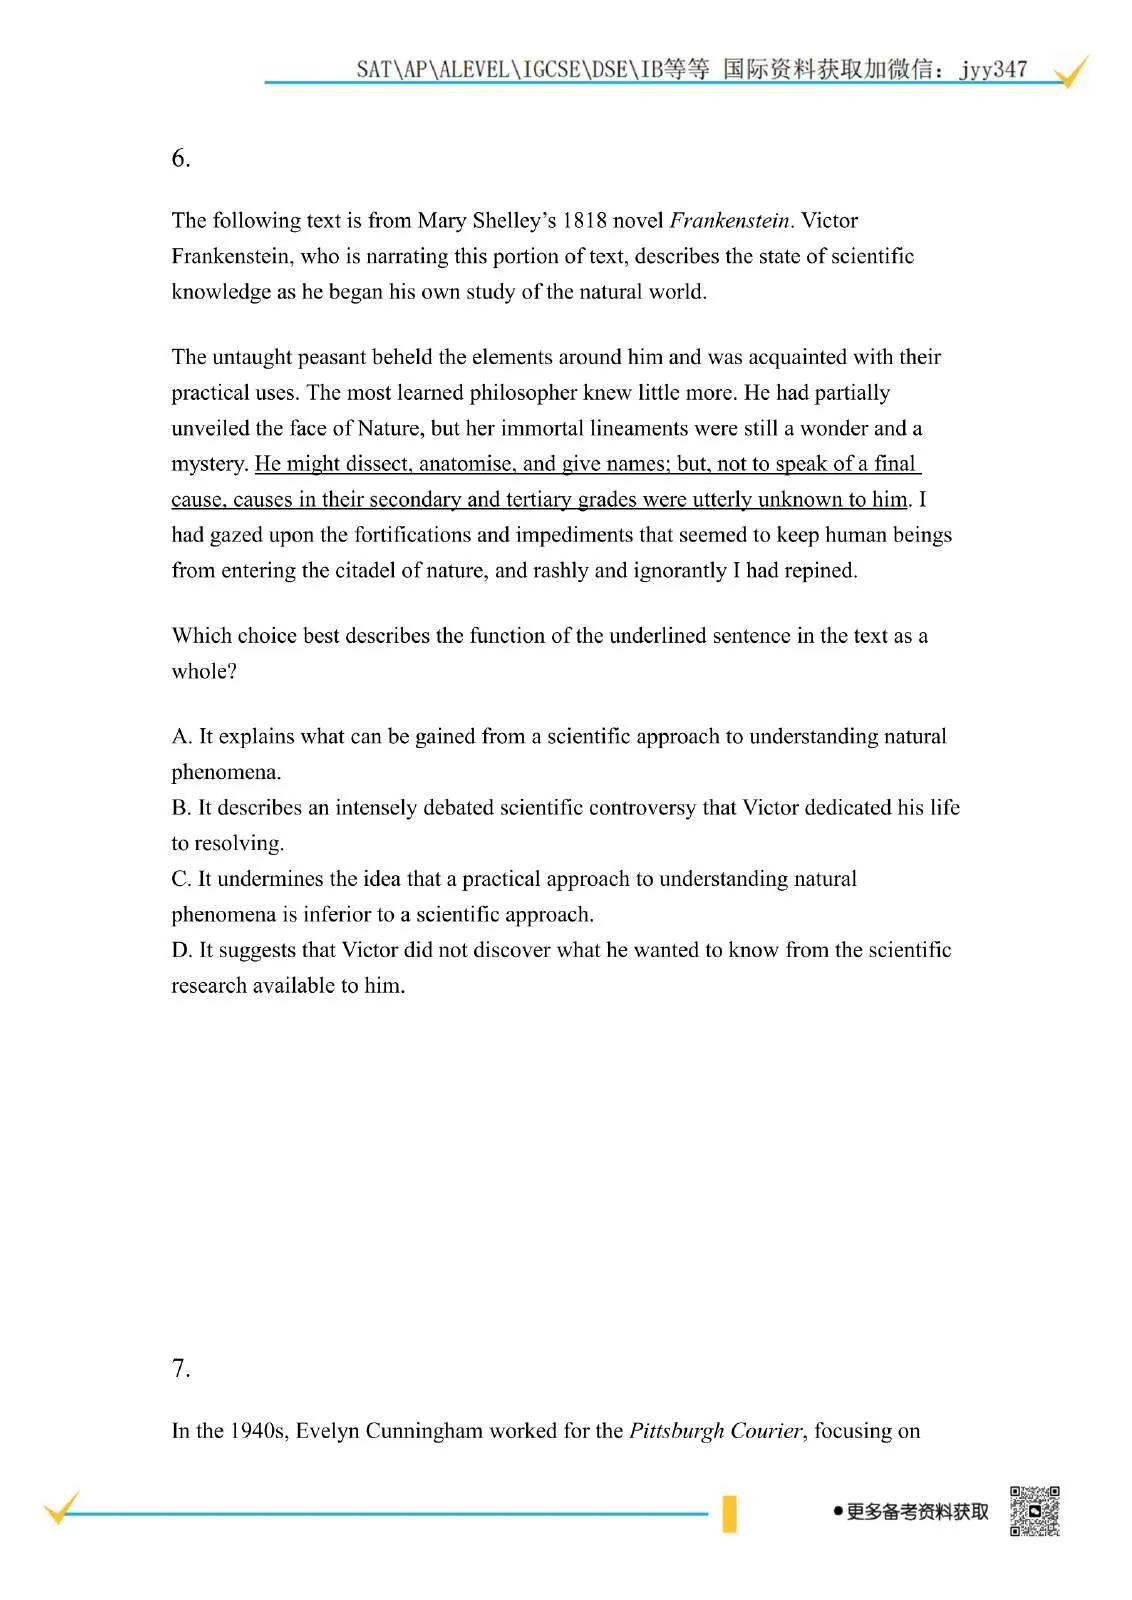 SAT\AP\ALEVEL\IGCSE\DSE\IB等等 国际资料获取加微信：jyy347
6.
The following text is from Mary Shelley’s 1818 novel Frankenstein. Victor
Frankenstein, who is narrating this portion of text, describes the state of scientific
knowledge as he began his own study of the natural world.
The untaught peasant beheld the elements around him and was acquainted with their
practical uses. The most learned philosopher knew little more. He had partially
unveiled the face of Nature, but her immortal lineaments were still a wonder and a
mystery. He might dissect, anatomise, and give names; but, not to speak of a final
cause, causes in their secondary and tertiary grades were utterly unknown to him. I
had gazed upon the fortifications and impediments that seemed to keep human beings
from entering the citadel of nature, and rashly and ignorantly I had repined.
Which choice best describes the function of the underlined sentence in the text as a
whole?
A. It explains what can be gained from a scientific approach to understanding natural
phenomena.
B. It describes an intensely debated scientific controversy that Victor dedicated his life
to resolving.
C. It undermines the idea that a practical approach to understanding natural
phenomena is inferior to a scientific approach.
D. It suggests that Victor did not discover what he wanted to know from the scientific
research available to him.
7.
In the 1940s, Evelyn Cunningham worked for the Pittsburgh Courier, focusing on
●更多备考资料获取